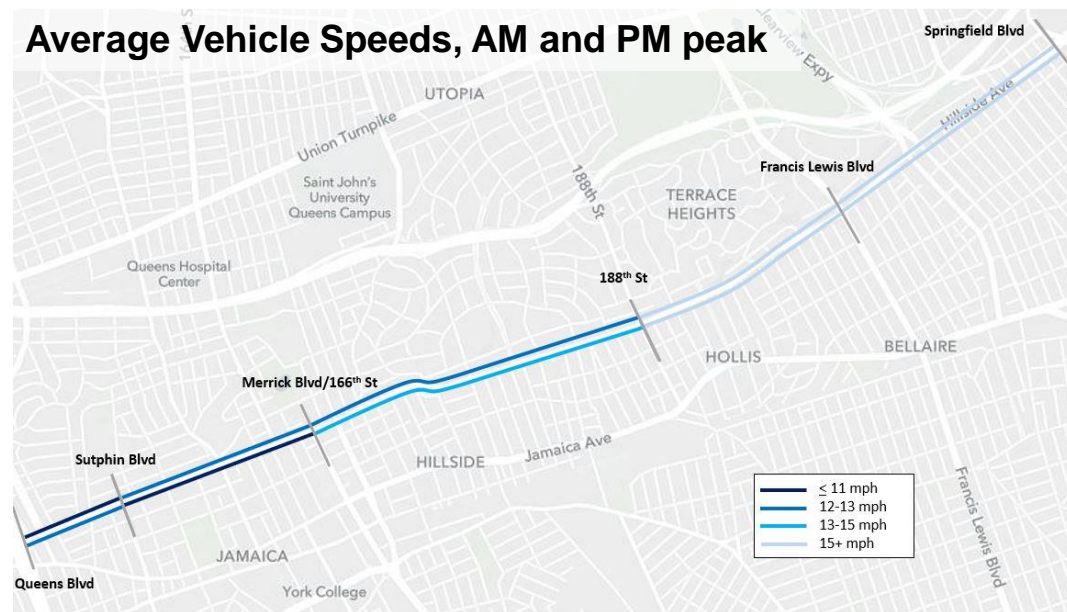 Average Vehicle Speeds, AM and PM peak
Springfield Blvd
Clearview Expy
UTOPIA
Union Turnpike
Hillside Ave
Francis Lewis Blvd
188th St
Saint John's
University
Queens Campus
TERRACE
HEIGHTS
Queens Hospital
Center
188th St
HOLLIS
BELLAIRE
Merrick Blvd/166th St
Sutphin Blvd
HILLSIDE
Jamaica Ave
≤ 11 mph
12-13 mph
13-15 mph
15+ mph
Francis Lewis Blvd
JAMAICA
Queens Blvd
York College